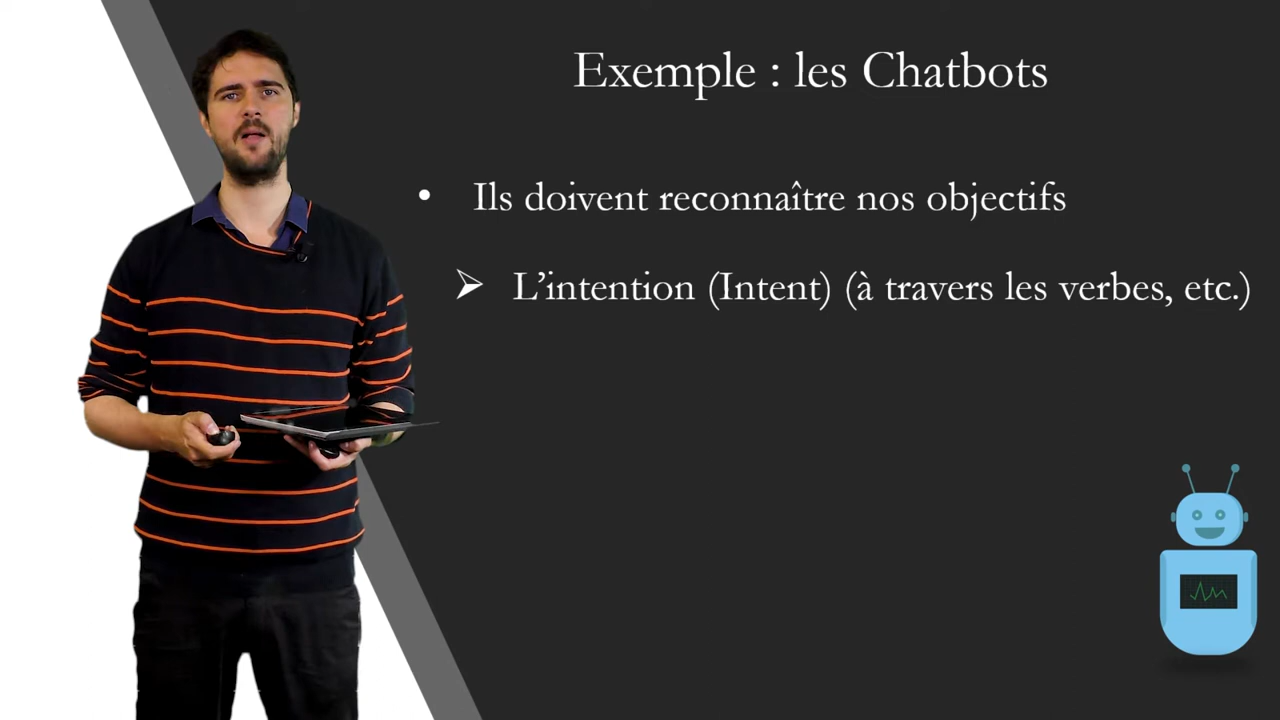 Exemple : les Chatbots
• Ils doivent reconnaître nos objectifs
➢ L’intention (Intent) (à travers les verbes, etc.)